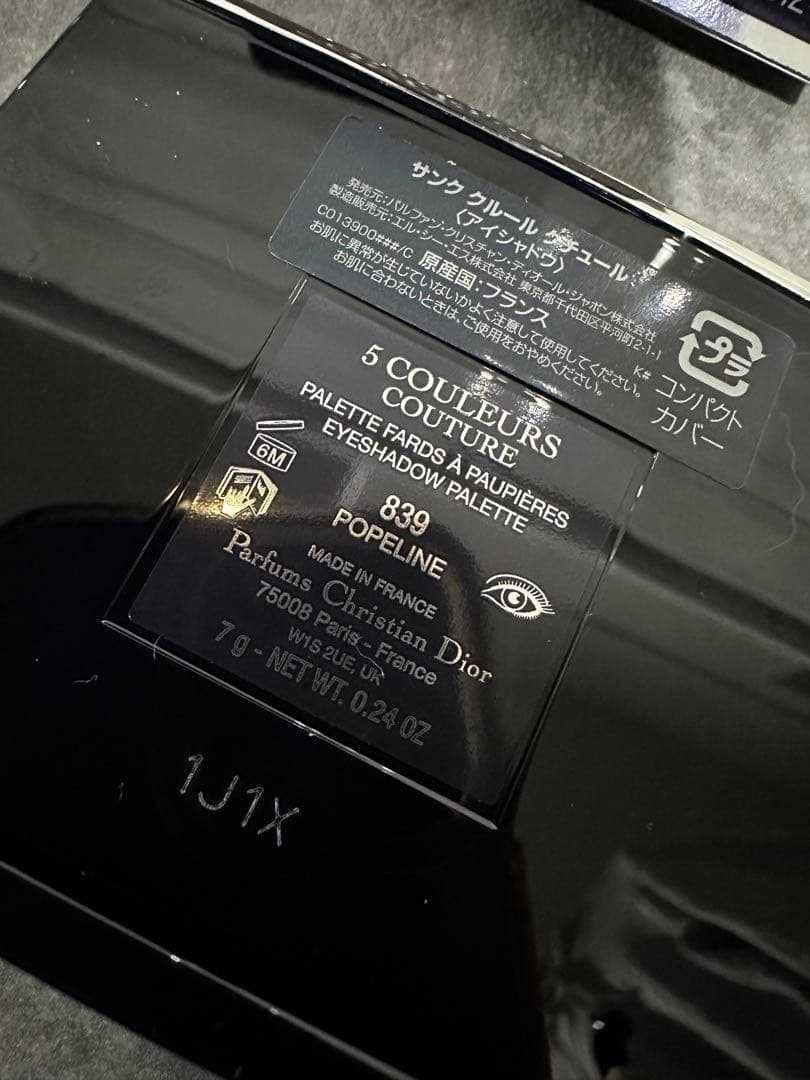 サンク クルール クチュール
〈アイシャドウ〉
発売元:パルファン・クリスチャン・ディオール・ジャポン株式会社
製造販売元:エル・シー・エス株式会社 東京都千代田区平河町2-1-1
C013900###/C 原産国:フランス K#
お肌に異常が生じていないかよく注意して使用してください。
お肌に合わないときは、ご使用をおやめください。
プラ
コンパクト
カバー
5 COULEURS
COUTURE
PALETTE FARDS À PAUPIÈRES
EYESHADOW PALETTE
6M
839
POPELINE
MADE IN FRANCE
Parfums Christian Dior
75008 Paris - France
W1S 2UE, UK
7 g - NET WT. 0.24 OZ
1J1X